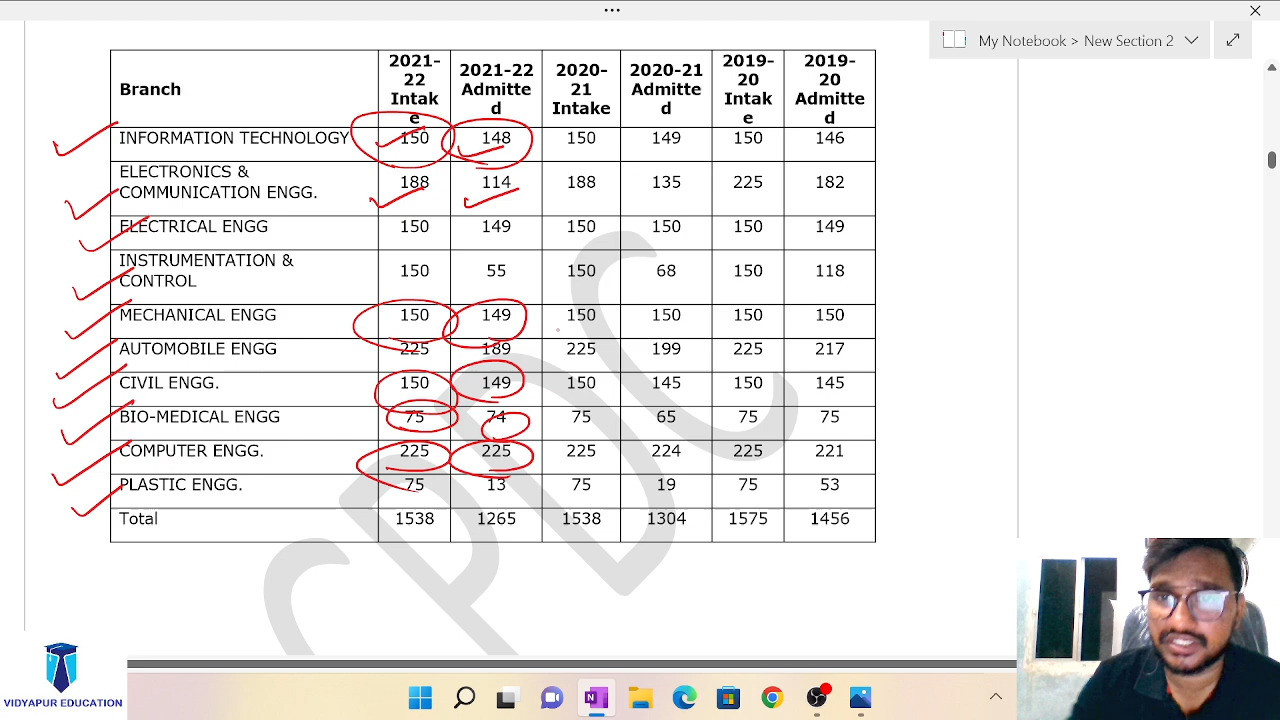 My Notebook > New Section 2
Branch 2021-22 Intake 2021-22 Admitted 2020-21 Intake 2020-21 Admitted 2019-20 Intake 2019-20 Admitted
INFORMATION TECHNOLOGY 150 148 150 149 150 146
ELECTRONICS &
COMMUNICATION ENGG. 188 114 188 135 225 182
ELECTRICAL ENGG 150 149 150 150 150 149
INSTRUMENTATION &
CONTROL 150 55 150 68 150 118
MECHANICAL ENGG 150 149 150 150 150 150
AUTOMOBILE ENGG 225 189 225 199 225 217
CIVIL ENGG. 150 149 150 145 150 145
BIO-MEDICAL ENGG 75 74 75 65 75 75
COMPUTER ENGG. 225 225 225 224 225 221
PLASTIC ENGG. 75 13 75 19 75 53
Total 1538 1265 1538 1304 1575 1456
CPDC
VIDYAPUR EDUCATION